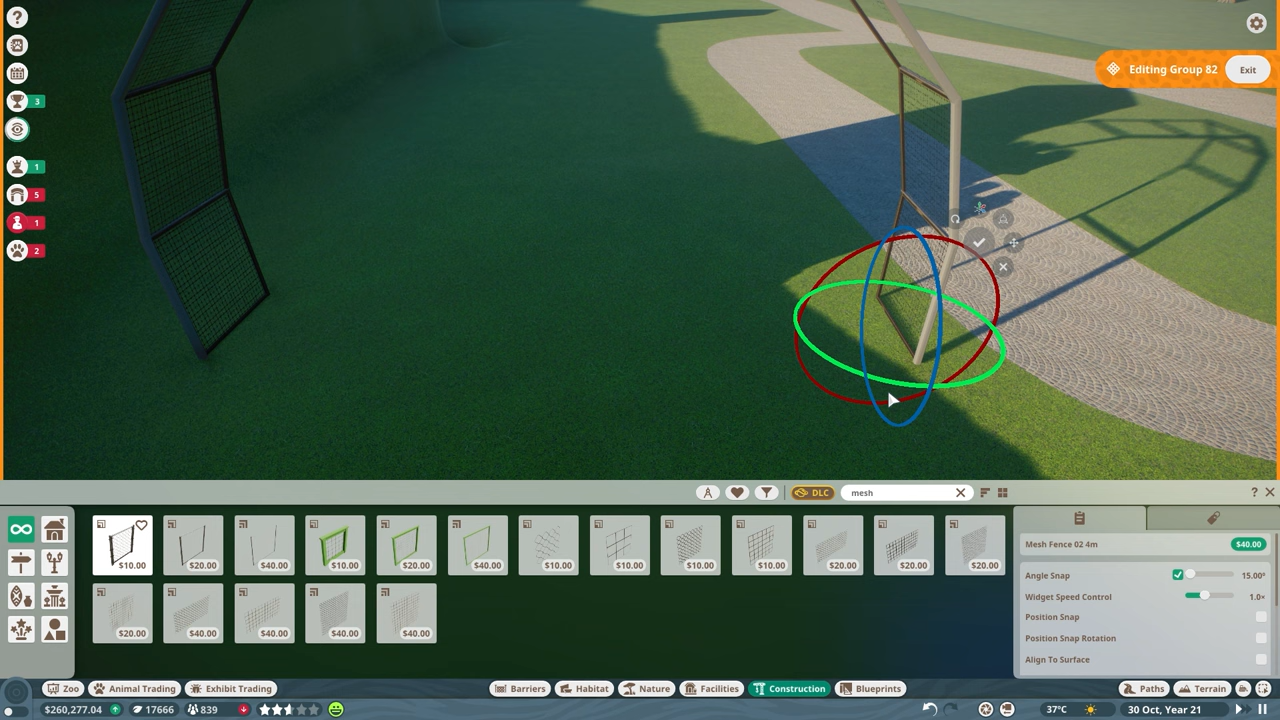 ?
Editing Group 82
Exit
3
1
5
1
2
DLC
mesh
?
$10.00
$20.00
$40.00
$10.00
$20.00
$40.00
$10.00
$10.00
$10.00
$10.00
$20.00
$20.00
$20.00
$20.00
$40.00
$40.00
$40.00
$40.00
Mesh Fence 02 4m
$40.00
Angle Snap
15.00°
Widget Speed Control
1.0×
Position Snap
Position Snap Rotation
Align To Surface
Zoo
Animal Trading
Exhibit Trading
Barriers
Habitat
Nature
Facilities
Construction
Blueprints
Paths
Terrain
$260,277.04
17666
839
37°C
30 Oct, Year 21